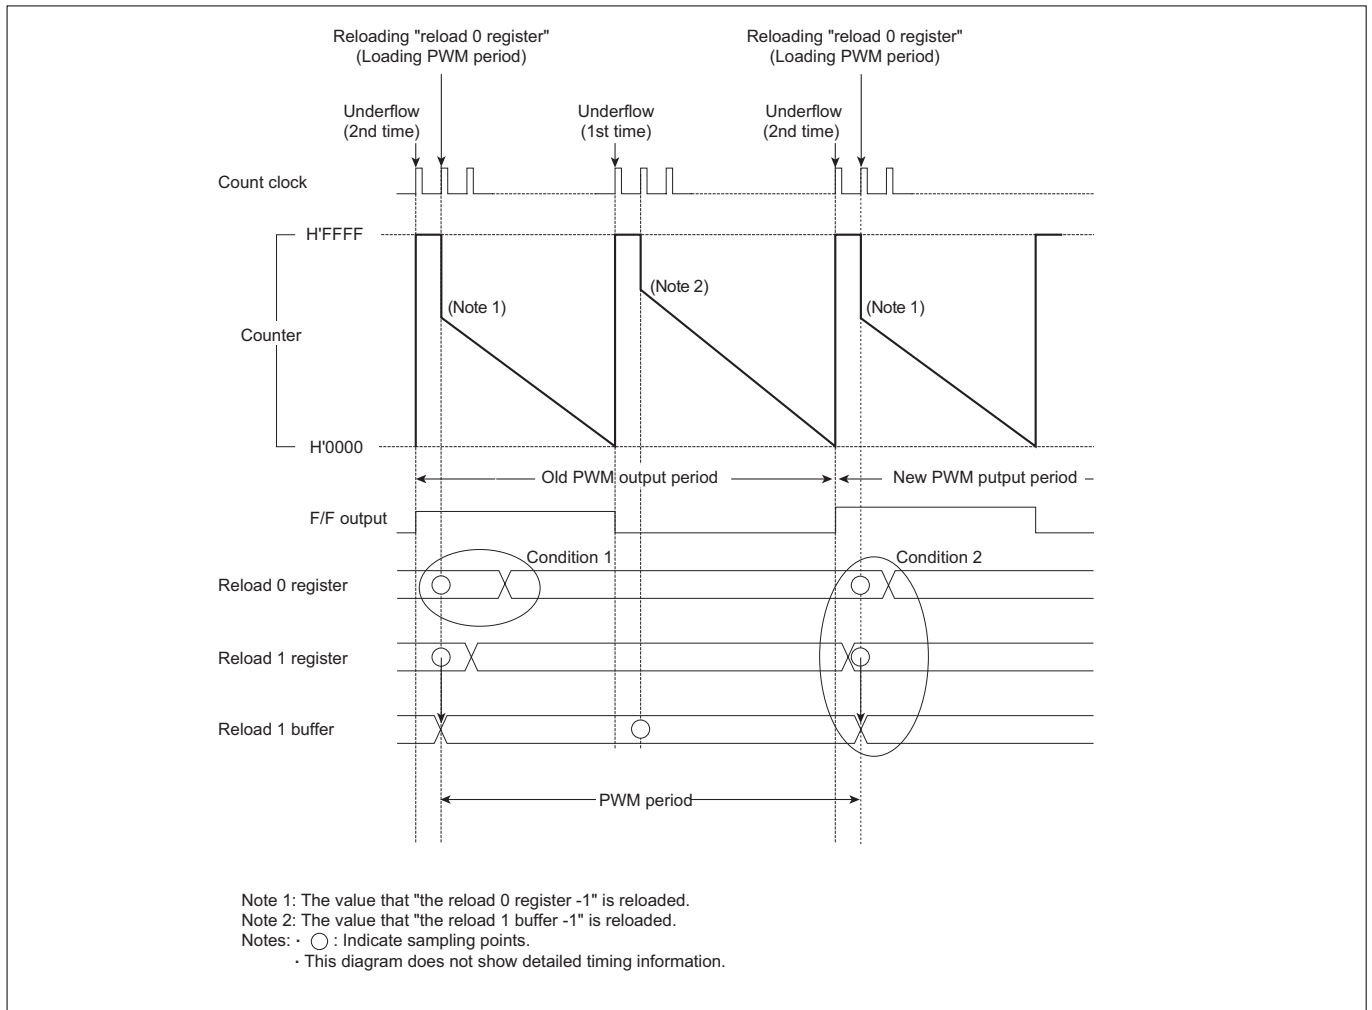 Reloading "reload 0 register"
(Loading PWM period)
Reloading "reload 0 register"
(Loading PWM period)
Underflow
(2nd time)
Underflow
(1st time)
Underflow
(2nd time)
Count clock
H'FFFF
(Note 1)
(Note 2)
(Note 1)
Counter
H'0000
Old PWM output period
New PWM putput period
F/F output
Condition 1
Condition 2
Reload 0 register
Reload 1 register
Reload 1 buffer
PWM period
Note 1: The value that "the reload 0 register -1" is reloaded.
Note 2: The value that "the reload 1 buffer -1" is reloaded.
Notes: · ○ : Indicate sampling points.
· This diagram does not show detailed timing information.